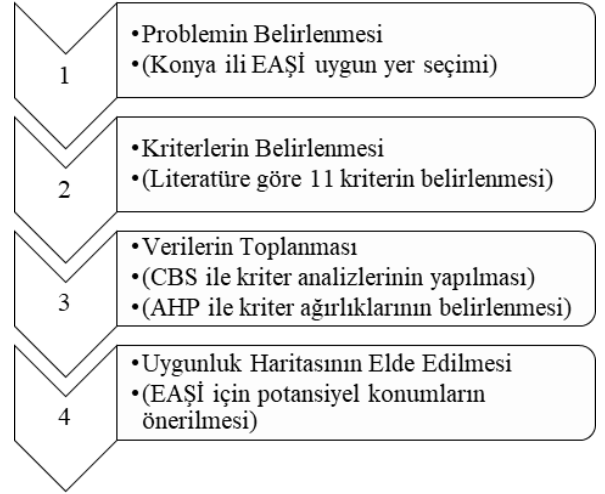 1
•Problemin Belirlenmesi
•(Konya ili EAŞİ uygun yer seçimi)
2
•Kriterlerin Belirlenmesi
•(Literatüre göre 11 kriterin belirlenmesi)
3
•Verilerin Toplanması
•(CBS ile kriter analizlerinin yapılması)
•(AHP ile kriter ağırlıklarının belirlenmesi)
4
•Uygunluk Haritasının Elde Edilmesi
•(EAŞİ için potansiyel konumların
önerilmesi)